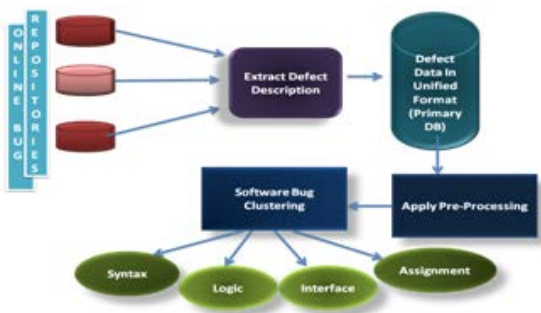 ONLINE BUG
REPOSITORIES
Extract Defect
Description
Defect
Data In
Unified
Format
(Primary
DB)
Software Bug
Clustering
Apply Pre-Processing
Syntax
Logic
Interface
Assignment